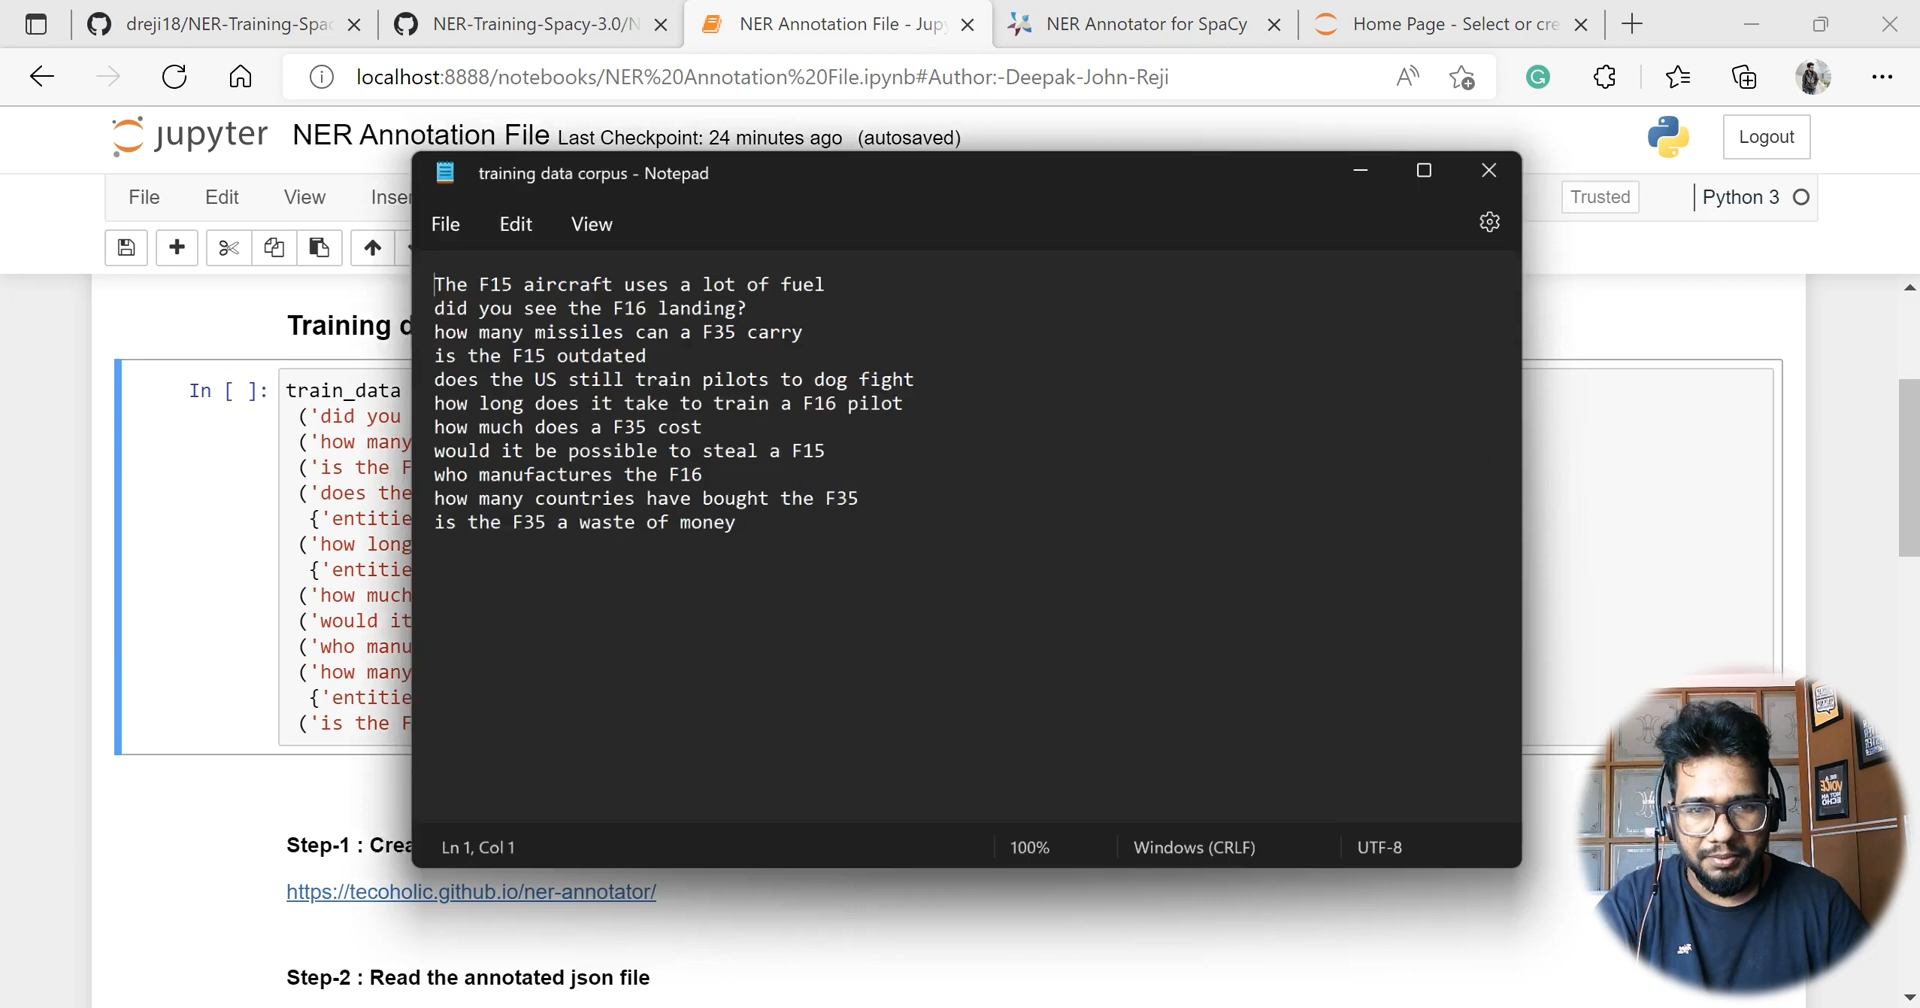 dreji18/NER-Training-Spac
NER-Training-Spacy-3.0/N
NER Annotation File - Jupy
NER Annotator for SpaCy
Home Page - Select or cre
localhost:8888/notebooks/NER%20Annotation%20File.ipynb#Author:-Deepak-John-Reji
jupyter NER Annotation File Last Checkpoint: 24 minutes ago (autosaved)
Logout
File Edit View Inser
Trusted Python 3
training data corpus - Notepad
File Edit View
The F15 aircraft uses a lot of fuel
did you see the F16 landing?
how many missiles can a F35 carry
is the F15 outdated
does the US still train pilots to dog fight
how long does it take to train a F16 pilot
how much does a F35 cost
would it be possible to steal a F15
who manufactures the F16
how many countries have bought the F35
is the F35 a waste of money
Ln 1, Col 1
100%
Windows (CRLF)
UTF-8
Training d
In [ ]: train_data
('did you
('how many
('is the F
('does the
{'entitie
('how long
{'entitie
('how much
('would it
('who manu
('how many
{'entitie
('is the F
Step-1 : Crea
https://tecoholic.github.io/ner-annotator/
Step-2 : Read the annotated json file